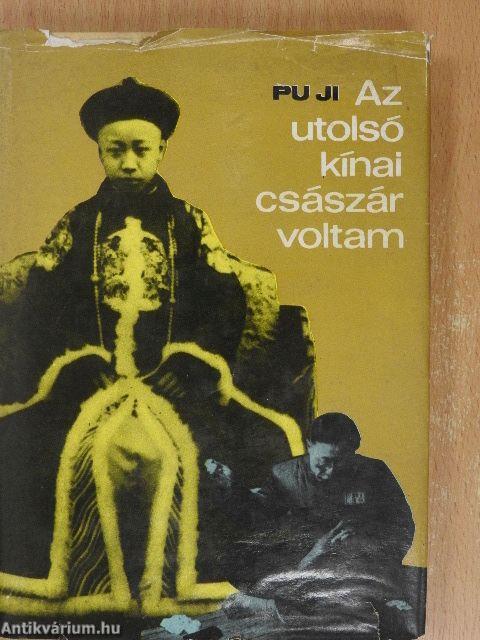 PU JI Az
utolsó
kínai
császár
voltam
Antikvárium.hu